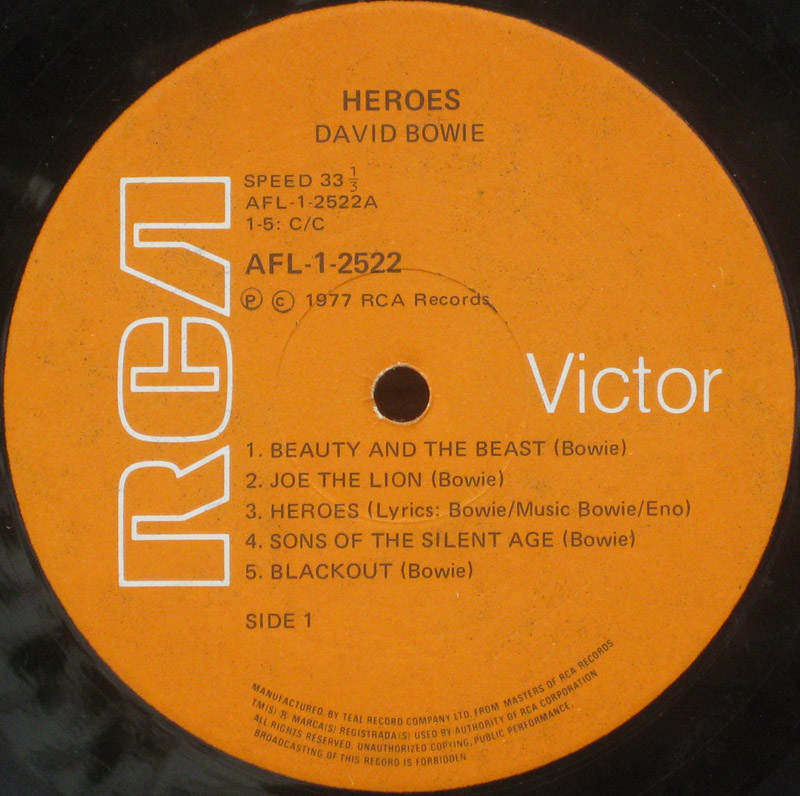 HEROES
DAVID BOWIE
SPEED 33 1/3
AFL-1-2522A
1-5: C/C
AFL-1-2522
Ⓟ © 1977 RCA Records
RCA
Victor
1. BEAUTY AND THE BEAST (Bowie)
2. JOE THE LION (Bowie)
3. HEROES (Lyrics: Bowie/Music Bowie/Eno)
4. SONS OF THE SILENT AGE (Bowie)
5. BLACKOUT (Bowie)
SIDE 1
MANUFACTURED BY TEAL RECORD COMPANY LTD. FROM MASTERS OF RCA RECORDS
TM(S) ® MARCA(S) REGISTRADA(S) USED BY AUTHORITY OF RCA CORPORATION
ALL RIGHTS RESERVED. UNAUTHORIZED COPYING, PUBLIC PERFORMANCE,
BROADCASTING OF THIS RECORD IS FORBIDDEN